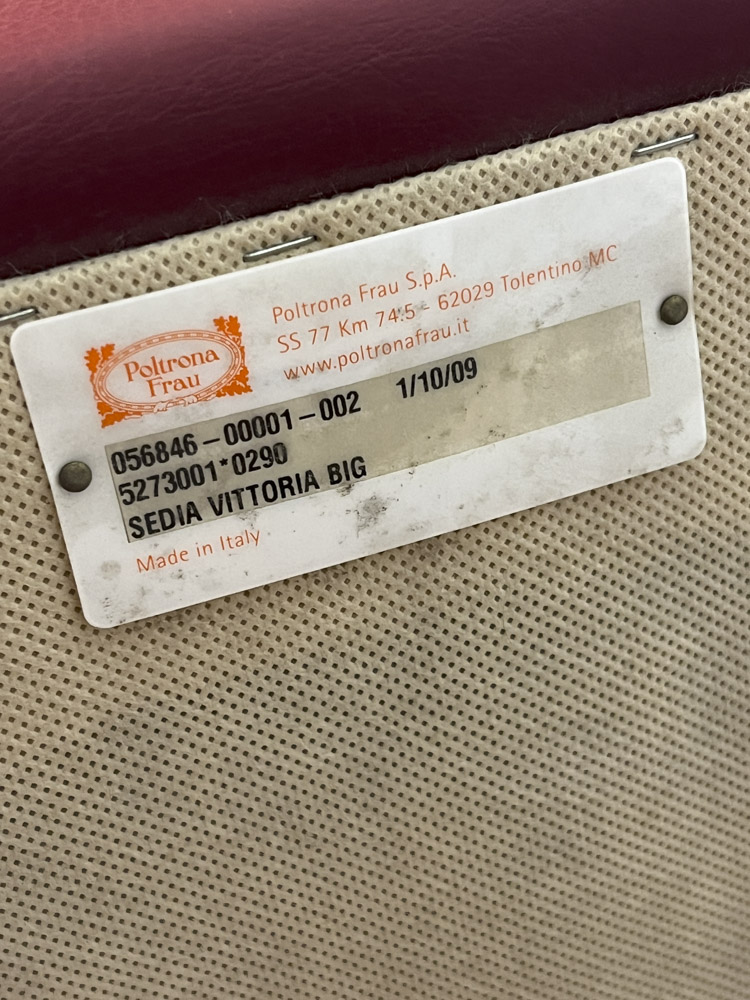 Poltrona
Frau
Poltrona Frau S.p.A.
SS 77 Km 74.5 - 62029 Tolentino MC
www.poltronafrau.it
056846-00001-002 1/10/09
5273001*0290
SEDIA VITTORIA BIG
Made in Italy